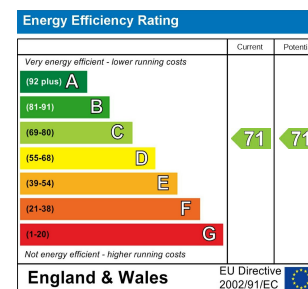 Energy Efficiency Rating
Current Potenti
Very energy efficient - lower running costs
(92 plus) A
(81-91) B
(69-80) C 71 71
(55-68) D
(39-54) E
(21-38) F
(1-20) G
Not energy efficient - higher running costs
England & Wales
EU Directive
2002/91/EC